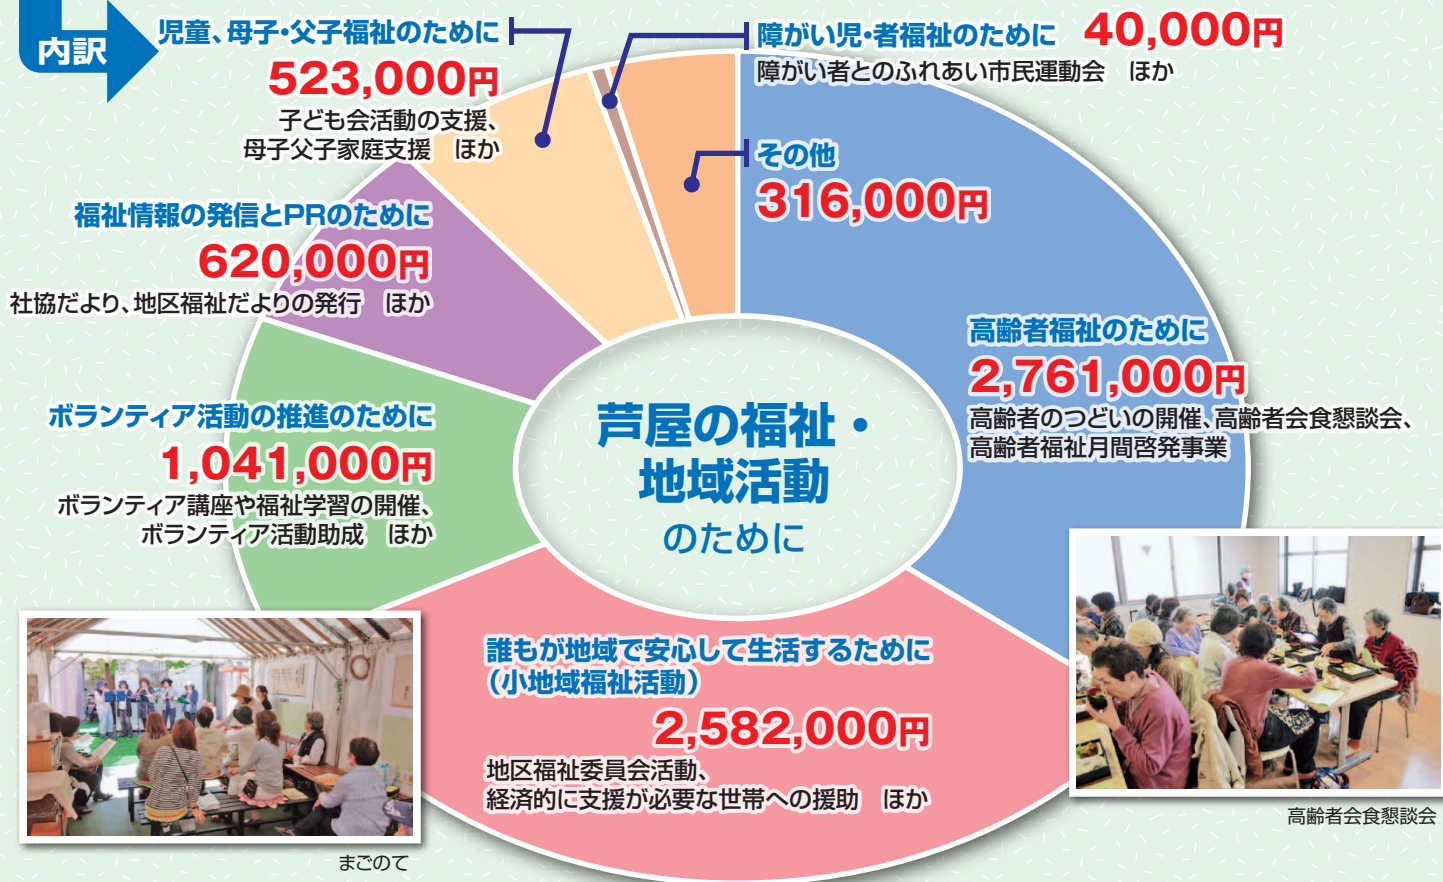 内訳
児童、母子・父子福祉のために
523,000円
子ども会活動の支援、
母子父子家庭支援　ほか
障がい児・者福祉のために　40,000円
障がい者とのふれあい市民運動会　ほか
その他
316,000円
福祉情報の発信とPRのために
620,000円
社協だより、地区福祉だよりの発行　ほか
高齢者福祉のために
2,761,000円
高齢者のつどいの開催、高齢者会食懇談会、
高齢者福祉月間啓発事業
ボランティア活動の推進のために
1,041,000円
ボランティア講座や福祉学習の開催、
ボランティア活動助成　ほか
芦屋の福祉・
地域活動
のために
誰もが地域で安心して生活するために
（小地域福祉活動）
2,582,000円
地区福祉委員会活動、
経済的に支援が必要な世帯への援助　ほか
まごのて
高齢者会食懇談会